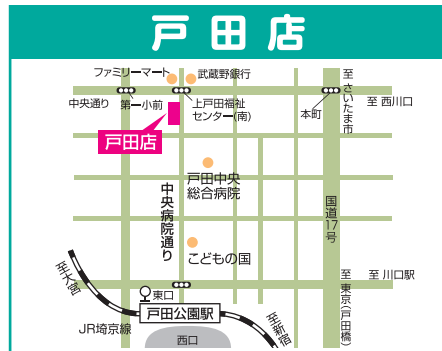 戸田店
ファミリーマート
武蔵野銀行
至さいたま市
中央通り
第一小前
上戸田福祉
センター(南)
本町
至 西川口
戸田店
戸田中央
総合病院
中央病院通り
国道17号
こどもの国
至大宮
至 川口駅
東口
戸田公園駅
至新宿
至東京(戸田橋)
JR埼京線
西口